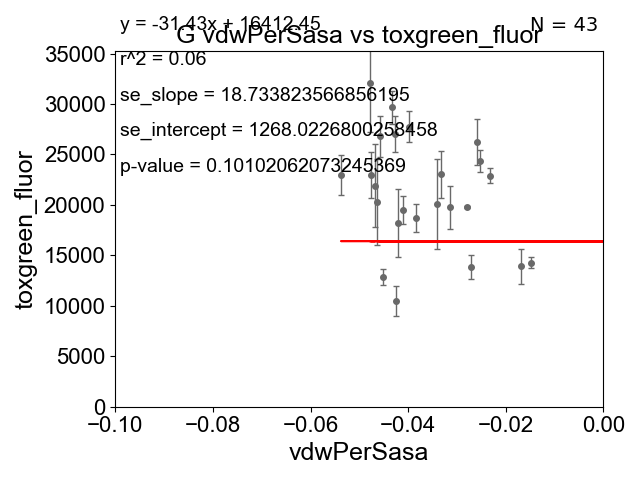 y = -31.43x + 16412.45
N = 43
G vdwPerSasa vs toxgreen_fluor
r^2 = 0.06
se_slope = 18.733823566856195
se_intercept = 1268.0226800258458
p-value = 0.10102062073245369
toxgreen_fluor
35000
30000
25000
20000
15000
10000
5000
0
−0.10 −0.08 −0.06 −0.04 −0.02 0.00
vdwPerSasa